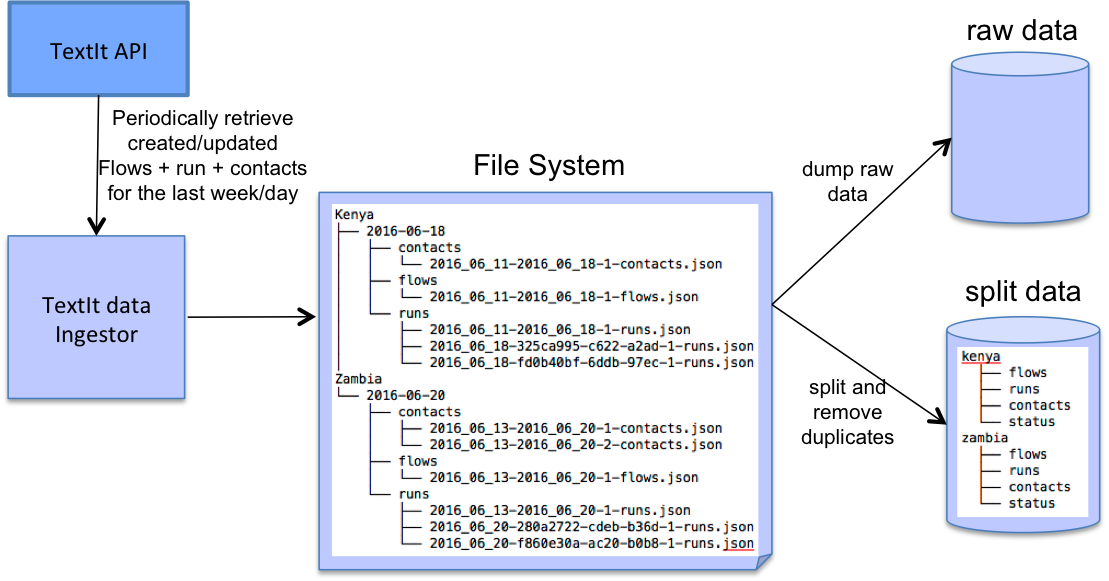 TextIt API
Periodically retrieve
created/updated
Flows + run + contacts
for the last week/day
TextIt data
Ingestor
File System
Kenya
├── 2016-06-18
├── contacts
└── 2016_06_11-2016_06_18-1-contacts.json
├── flows
└── 2016_06_11-2016_06_18-1-flows.json
└── runs
├── 2016_06_11-2016_06_18-1-runs.json
├── 2016_06_18-325ca995-c622-a2ad-1-runs.json
└── 2016_06_18-fd0b40bf-6ddb-97ec-1-runs.json
Zambia
└── 2016-06-20
├── contacts
├── 2016_06_13-2016_06_20-1-contacts.json
└── 2016_06_13-2016_06_20-2-contacts.json
├── flows
└── 2016_06_13-2016_06_20-1-flows.json
└── runs
├── 2016_06_13-2016_06_20-1-runs.json
├── 2016_06_20-280a2722-cdeb-b36d-1-runs.json
└── 2016_06_20-f860e30a-ac20-b0b8-1-runs.json
dump raw
data
split and
remove
duplicates
raw data
split data
kenya
├── flows
├── runs
├── contacts
└── status
zambia
├── flows
├── runs
├── contacts
└── status